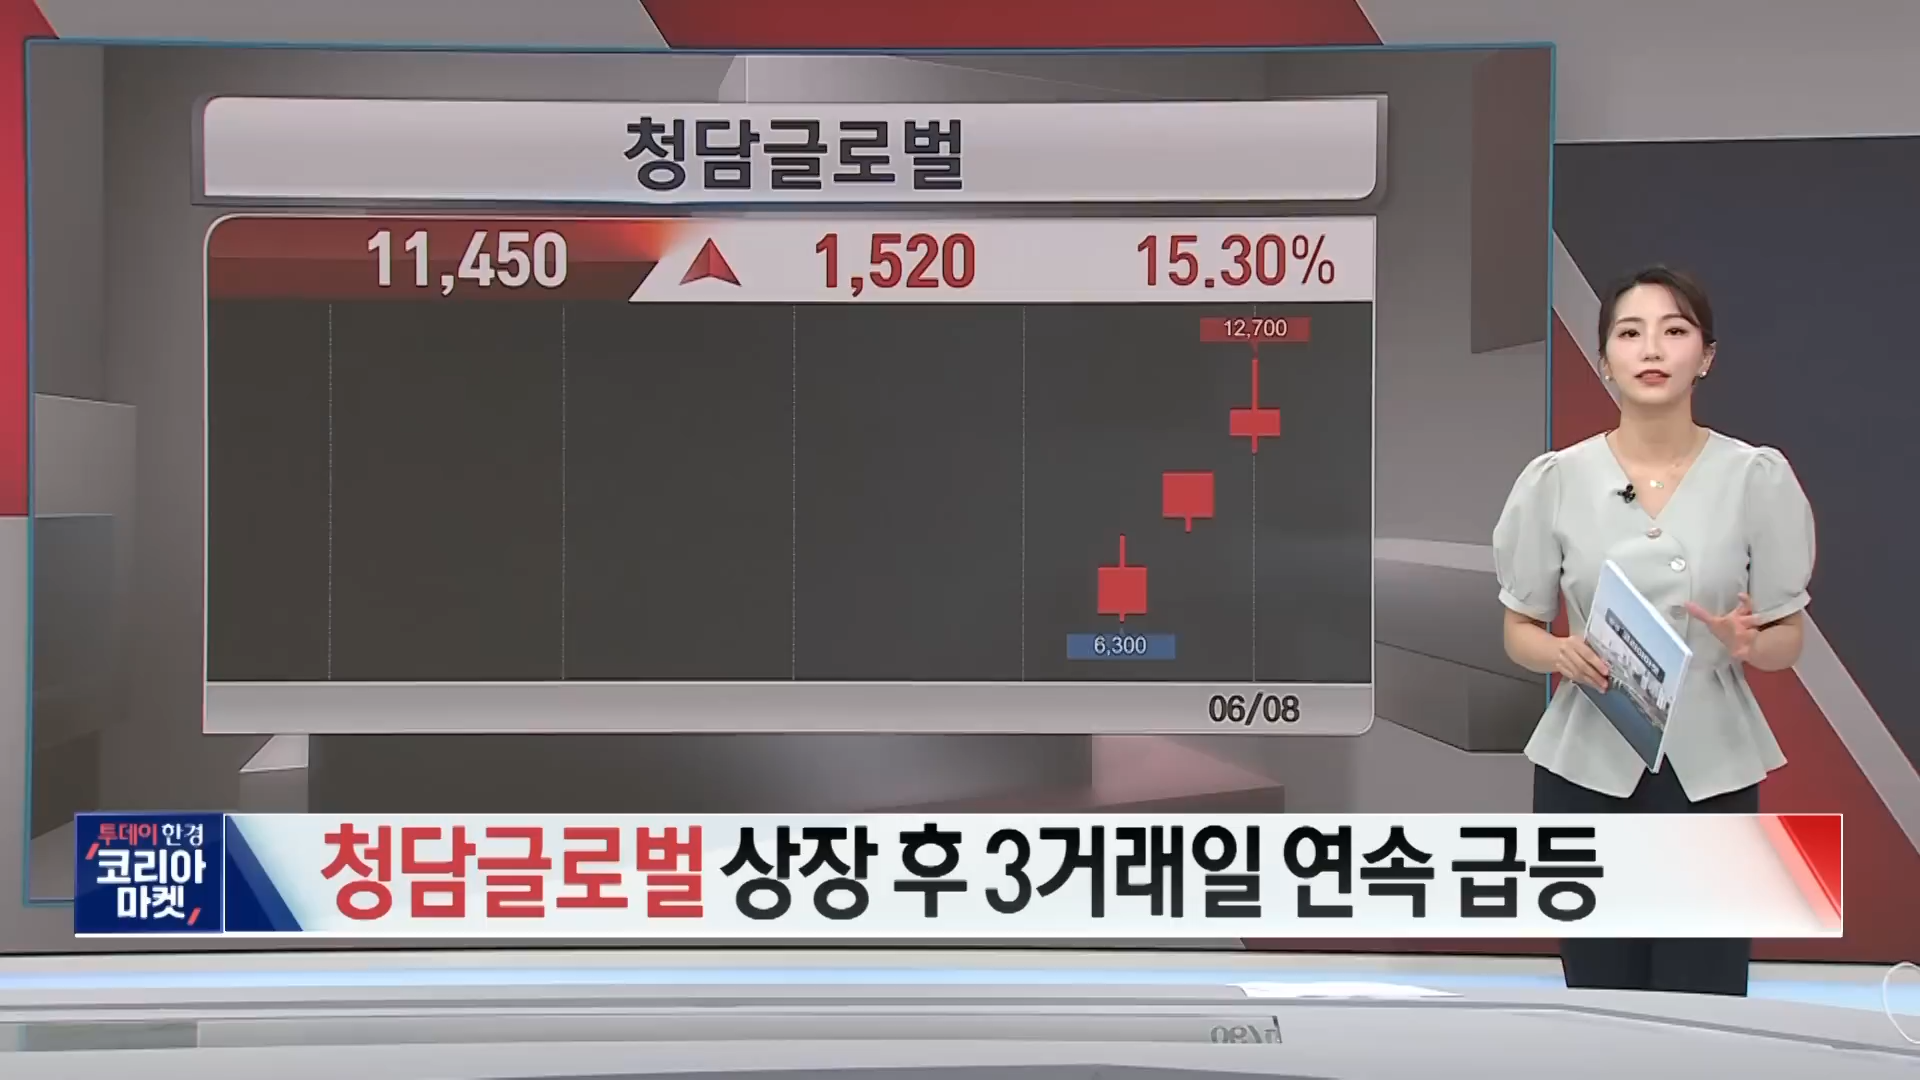 청담글로벌
11,450 1,520 15.30%
12,700
6,300
06/08
투데이 한경
코리아
마켓
청담글로벌 상장 후 3거래일 연속 급등